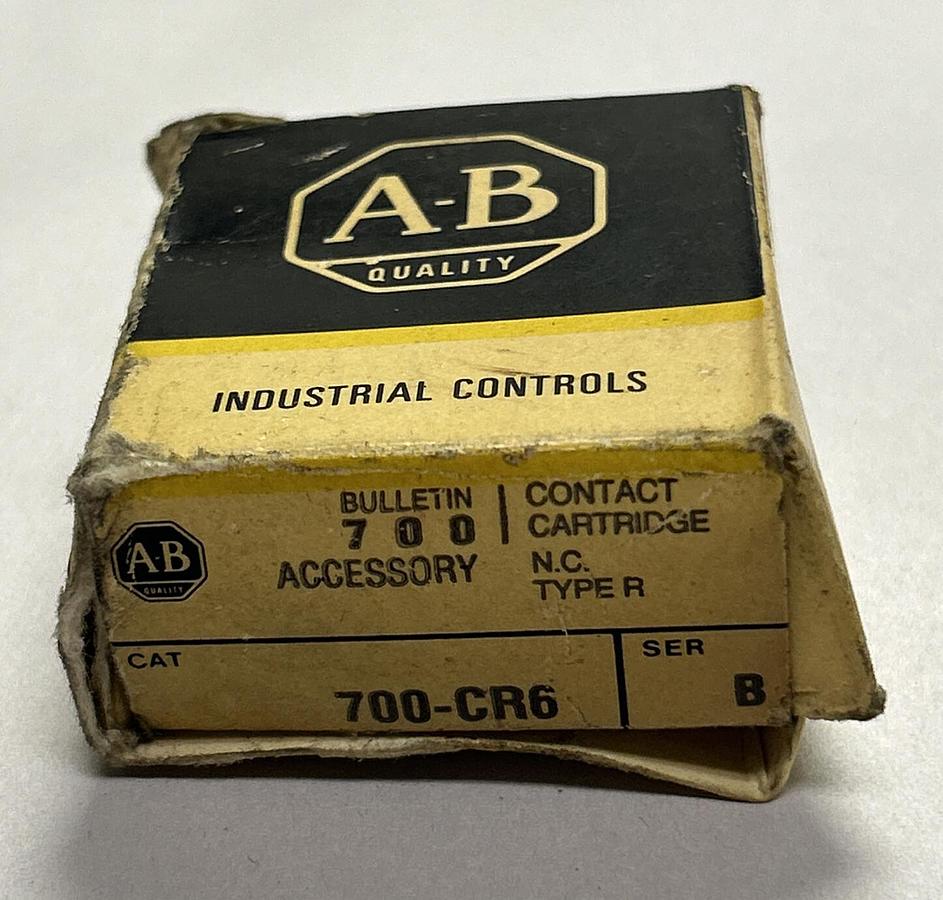 A-B
QUALITY
INDUSTRIAL CONTROLS
BULLETIN
700
ACCESSORY
CONTACT
CARTRIDGE
N.C.
TYPE R
A-B
QUALITY
CAT
700-CR6
SER
B